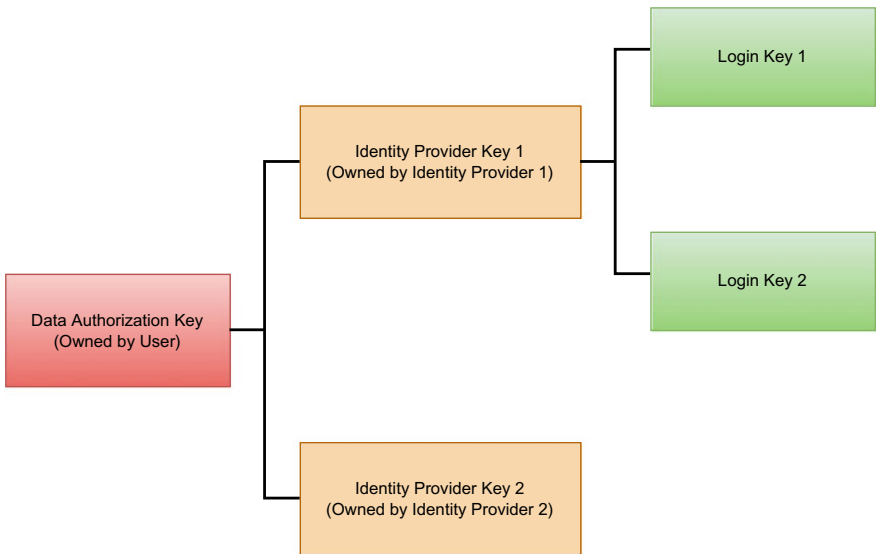 Login Key 1
Identity Provider Key 1
(Owned by Identity Provider 1)
Login Key 2
Data Authorization Key
(Owned by User)
Identity Provider Key 2
(Owned by Identity Provider 2)